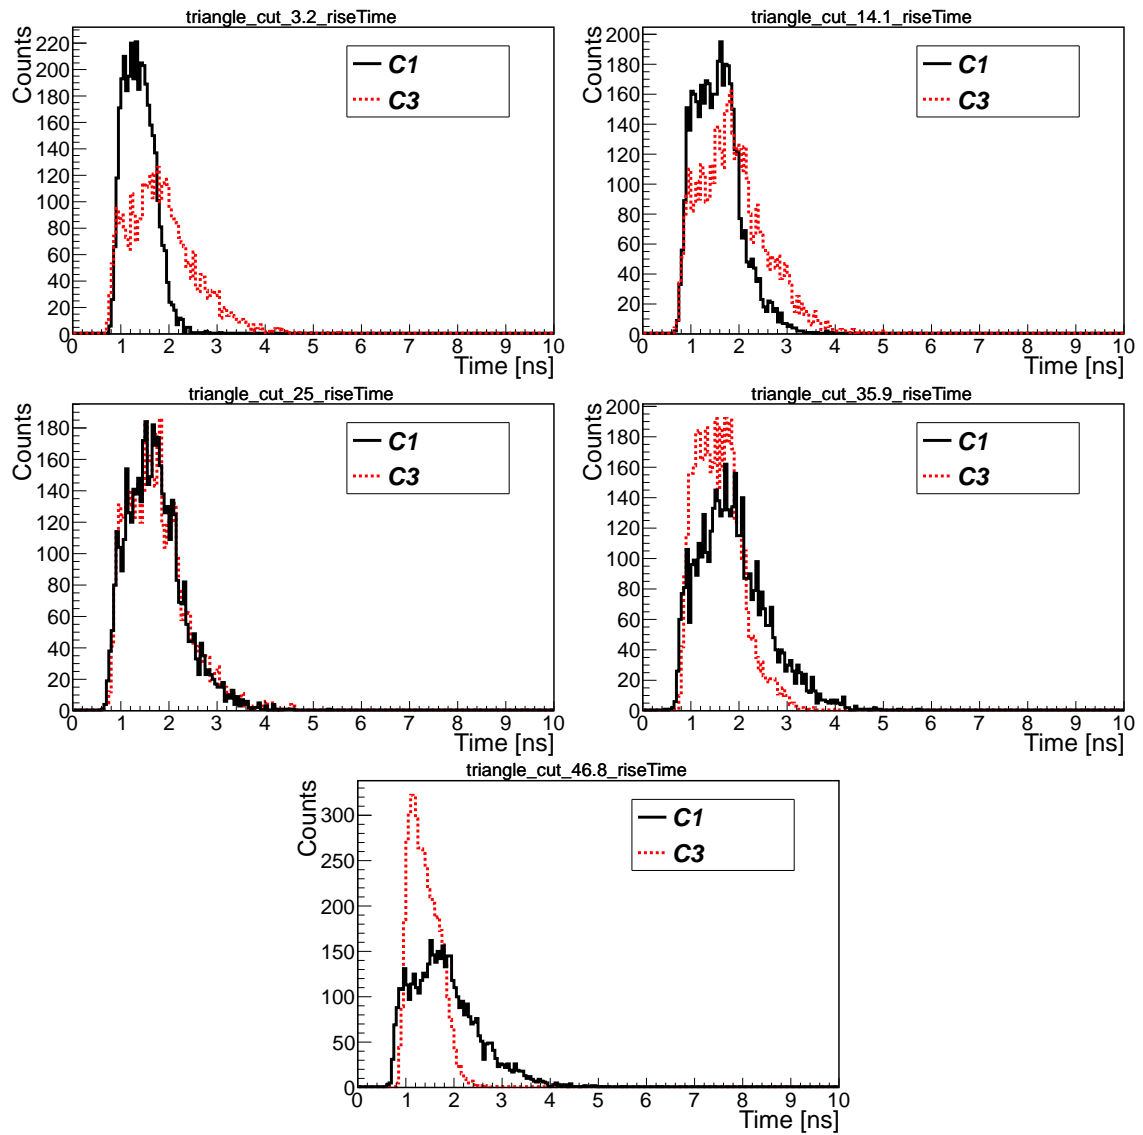 triangle_cut_3.2_riseTime
Counts
220
200
180
160
140
120
100
80
60
40
20
0
C1
C3
0 1 2 3 4 5 6 7 8 9 10
Time [ns]
triangle_cut_14.1_riseTime
Counts
200
180
160
140
120
100
80
60
40
20
0
C1
C3
0 1 2 3 4 5 6 7 8 9 10
Time [ns]
triangle_cut_25_riseTime
Counts
180
160
140
120
100
80
60
40
20
0
C1
C3
0 1 2 3 4 5 6 7 8 9 10
Time [ns]
triangle_cut_35.9_riseTime
Counts
200
180
160
140
120
100
80
60
40
20
0
C1
C3
0 1 2 3 4 5 6 7 8 9 10
Time [ns]
triangle_cut_46.8_riseTime
Counts
300
250
200
150
100
50
0
C1
C3
0 1 2 3 4 5 6 7 8 9 10
Time [ns]